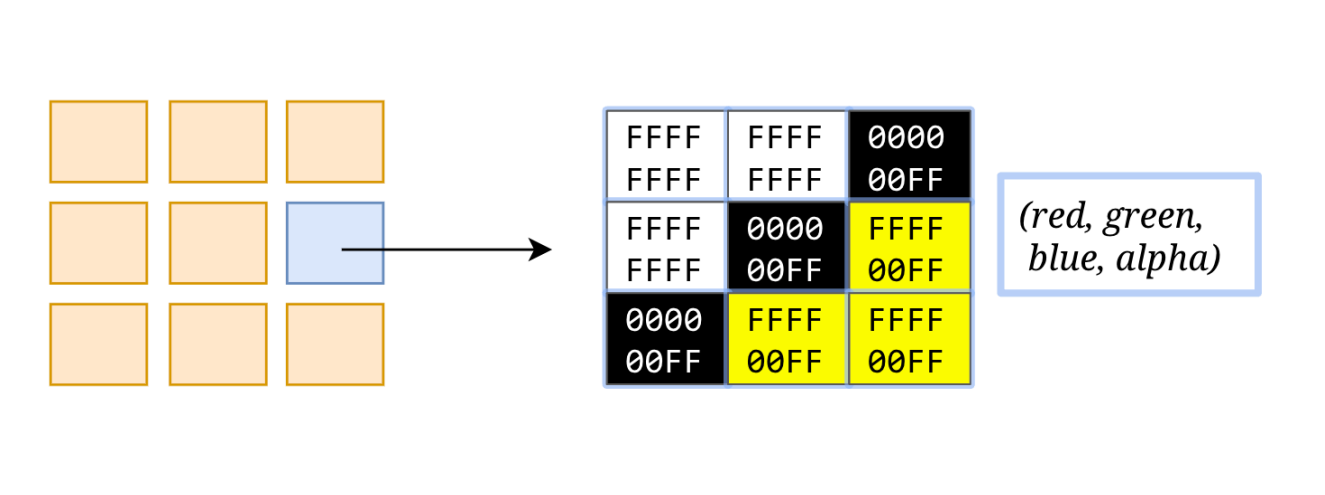 FFFF FFFF 0000
FFFF FFFF 00FF
FFFF 0000 FFFF
FFFF 00FF 00FF
0000 FFFF FFFF
00FF 00FF 00FF
(red, green,
blue, alpha)